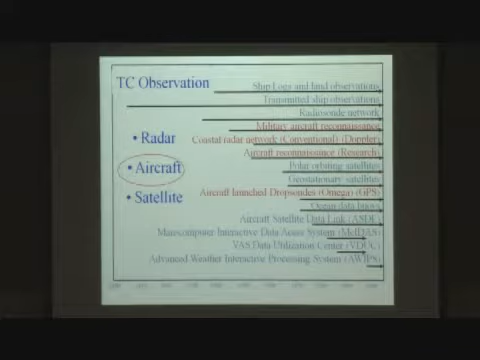 TC Observation
Ship Logs and land observations
Transmitted ship observations
Radiosonde network
Military aircraft reconnaissance
• Radar
Coastal radar network (Conventional) (Doppler)
Aircraft reconnaissance (Research)
• Aircraft
Polar orbiting satellites
Geostationary satellites
• Satellite
Aircraft launched Dropsondes (Omega) (GPS)
Ocean data buoys
Aircraft Satellite Data Link (ASDL)
Interactive Data Access System (McIDAS)
VAS Data Utilization Center (VDUC)
Advanced Weather Interactive Processing System (AWIPS)